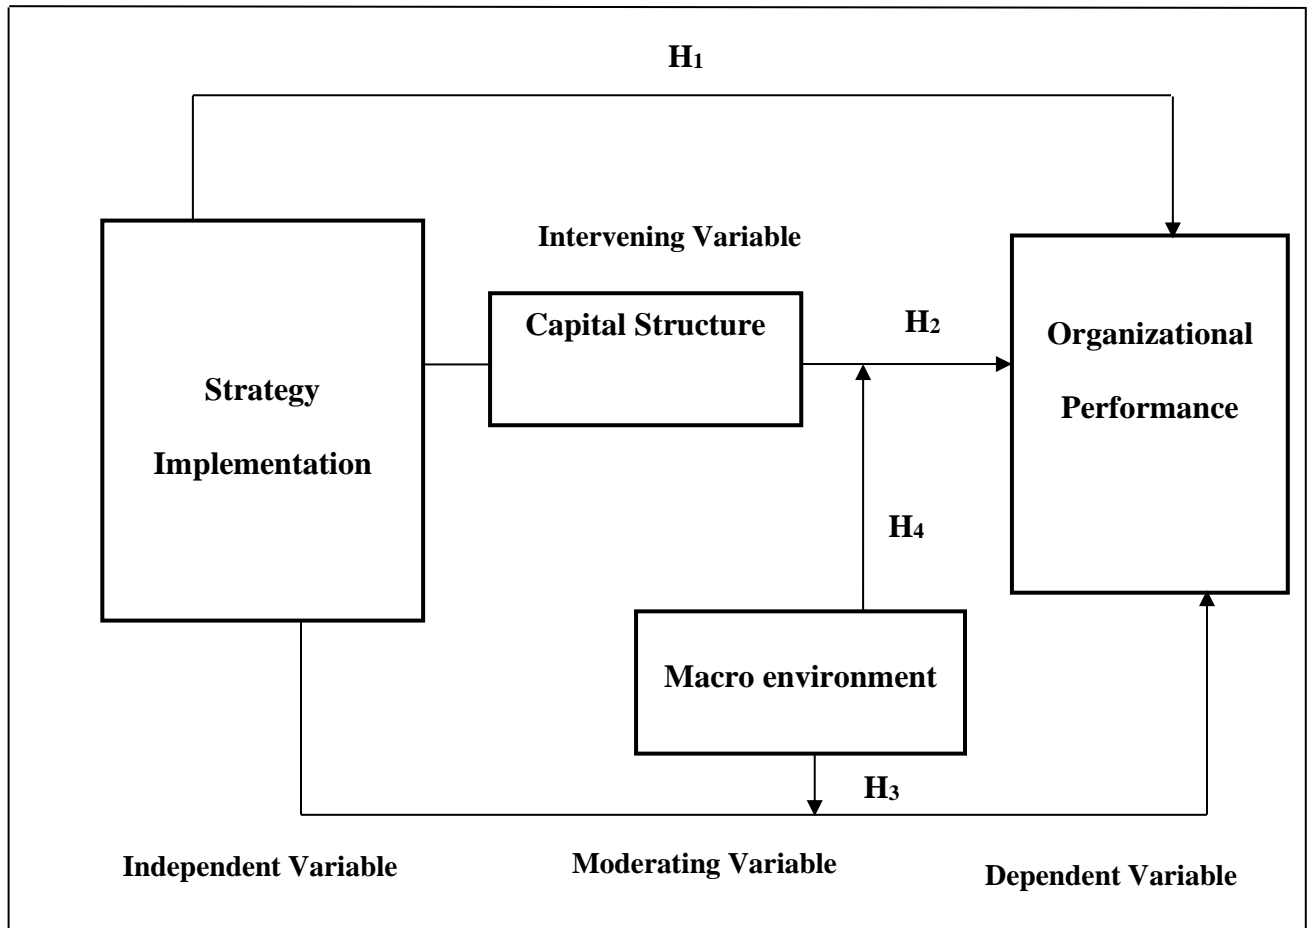 H₁
Intervening Variable
Capital Structure
H₂
Organizational
Performance
Strategy
Implementation
H₄
Macro environment
H₃
Independent Variable
Moderating Variable
Dependent Variable